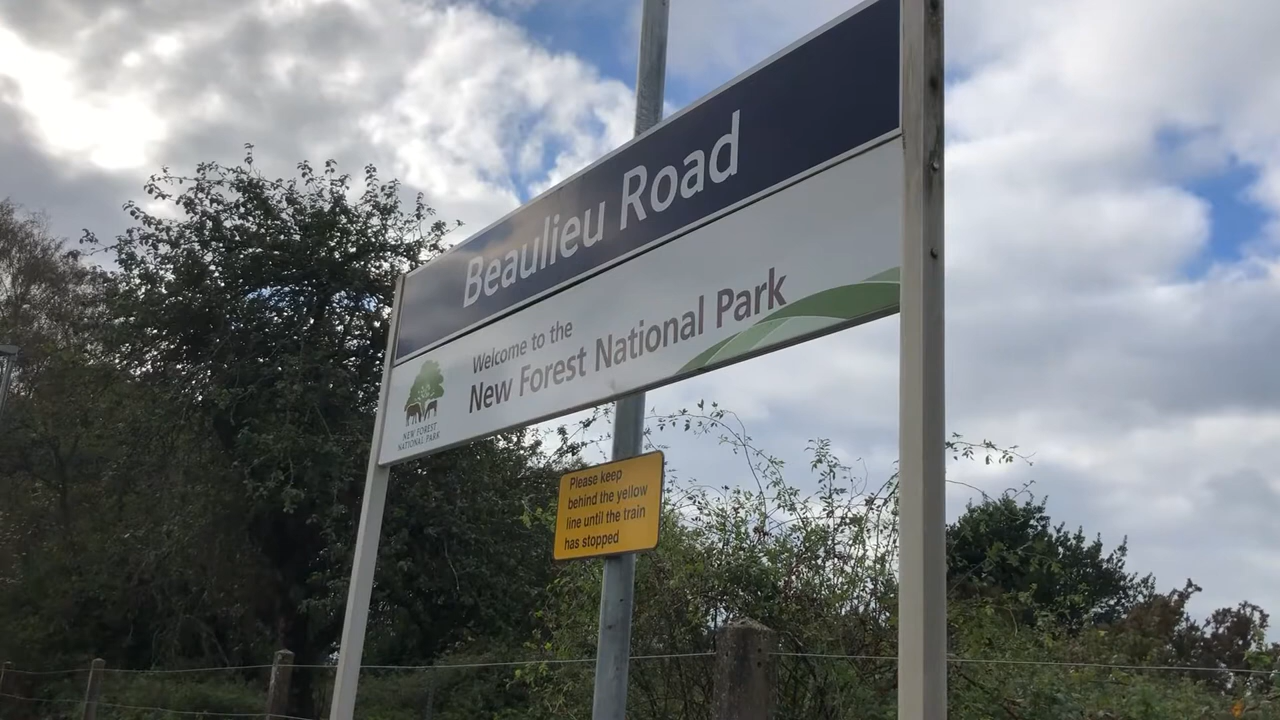 Beaulieu Road
Welcome to the
New Forest National Park
NEW FOREST
NATIONAL PARK
Please keep
behind the yellow
line until the train
has stopped